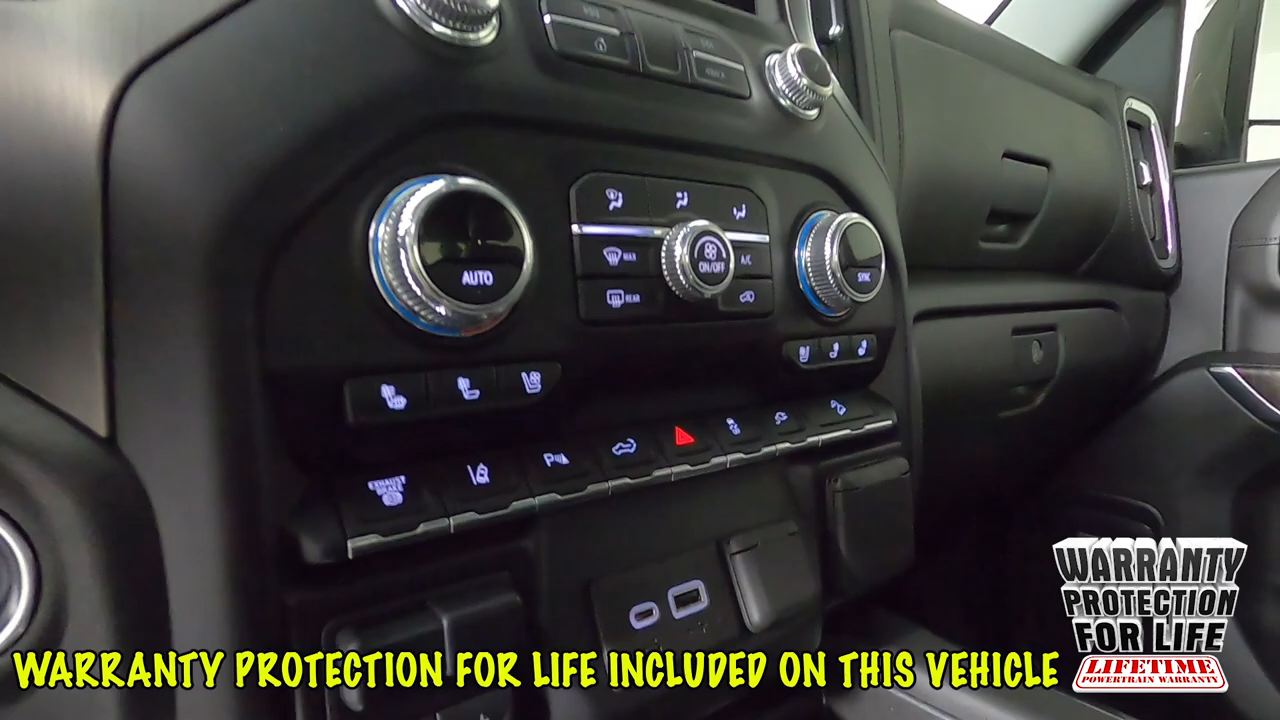 AUTO
ON/OFF
MAX
A/C
REAR
SYNC
EXHAUST
BRAKE
P
WARRANTY
PROTECTION
FOR LIFE
LIFETIME
POWERTRAIN WARRANTY
WARRANTY PROTECTION FOR LIFE INCLUDED ON THIS VEHICLE